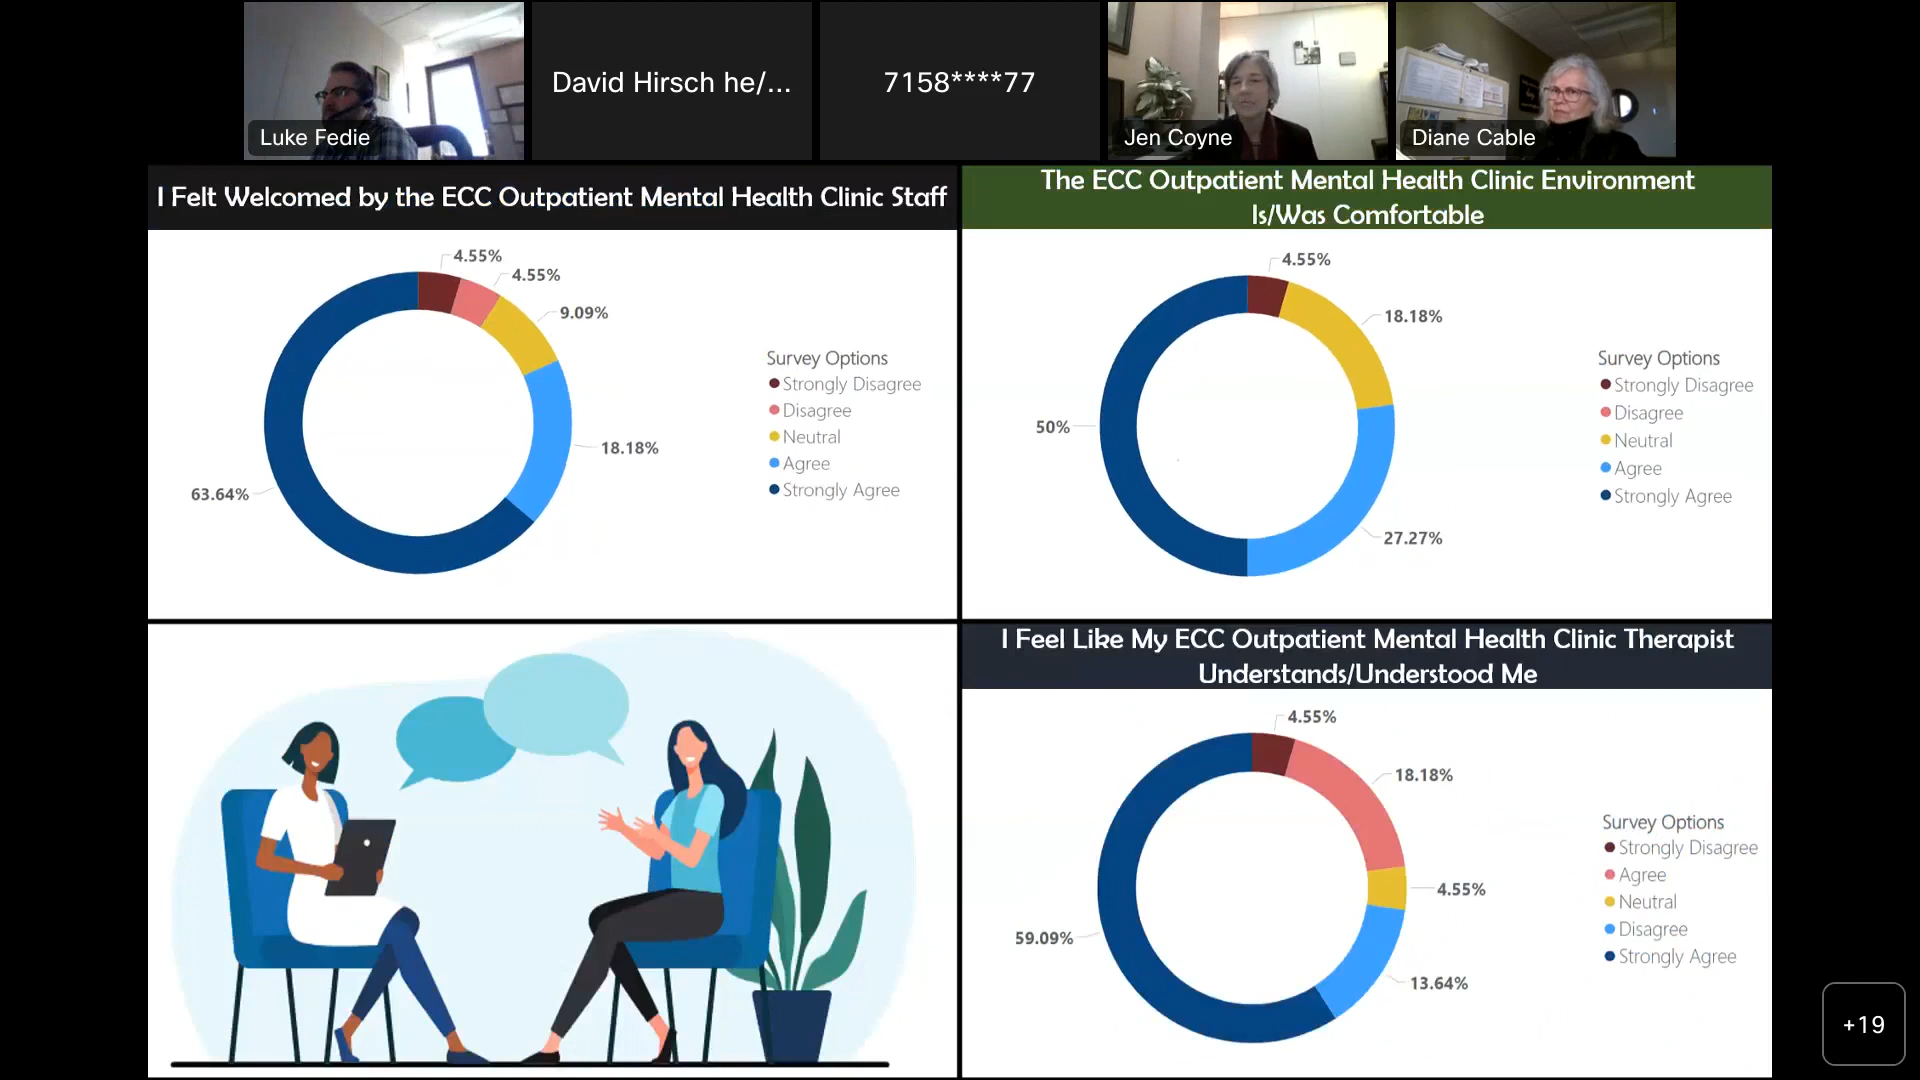 Luke Fedie
David Hirsch he/...
7158****77
Jen Coyne
Diane Cable
I Felt Welcomed by the ECC Outpatient Mental Health Clinic Staff
4.55%
4.55%
9.09%
18.18%
63.64%
Survey Options
Strongly Disagree
Disagree
Neutral
Agree
Strongly Agree
The ECC Outpatient Mental Health Clinic Environment
Is/Was Comfortable
4.55%
18.18%
50%
27.27%
Survey Options
Strongly Disagree
Disagree
Neutral
Agree
Strongly Agree
I Feel Like My ECC Outpatient Mental Health Clinic Therapist
Understands/Understood Me
4.55%
18.18%
4.55%
59.09%
13.64%
Survey Options
Strongly Disagree
Agree
Neutral
Disagree
Strongly Agree
+19